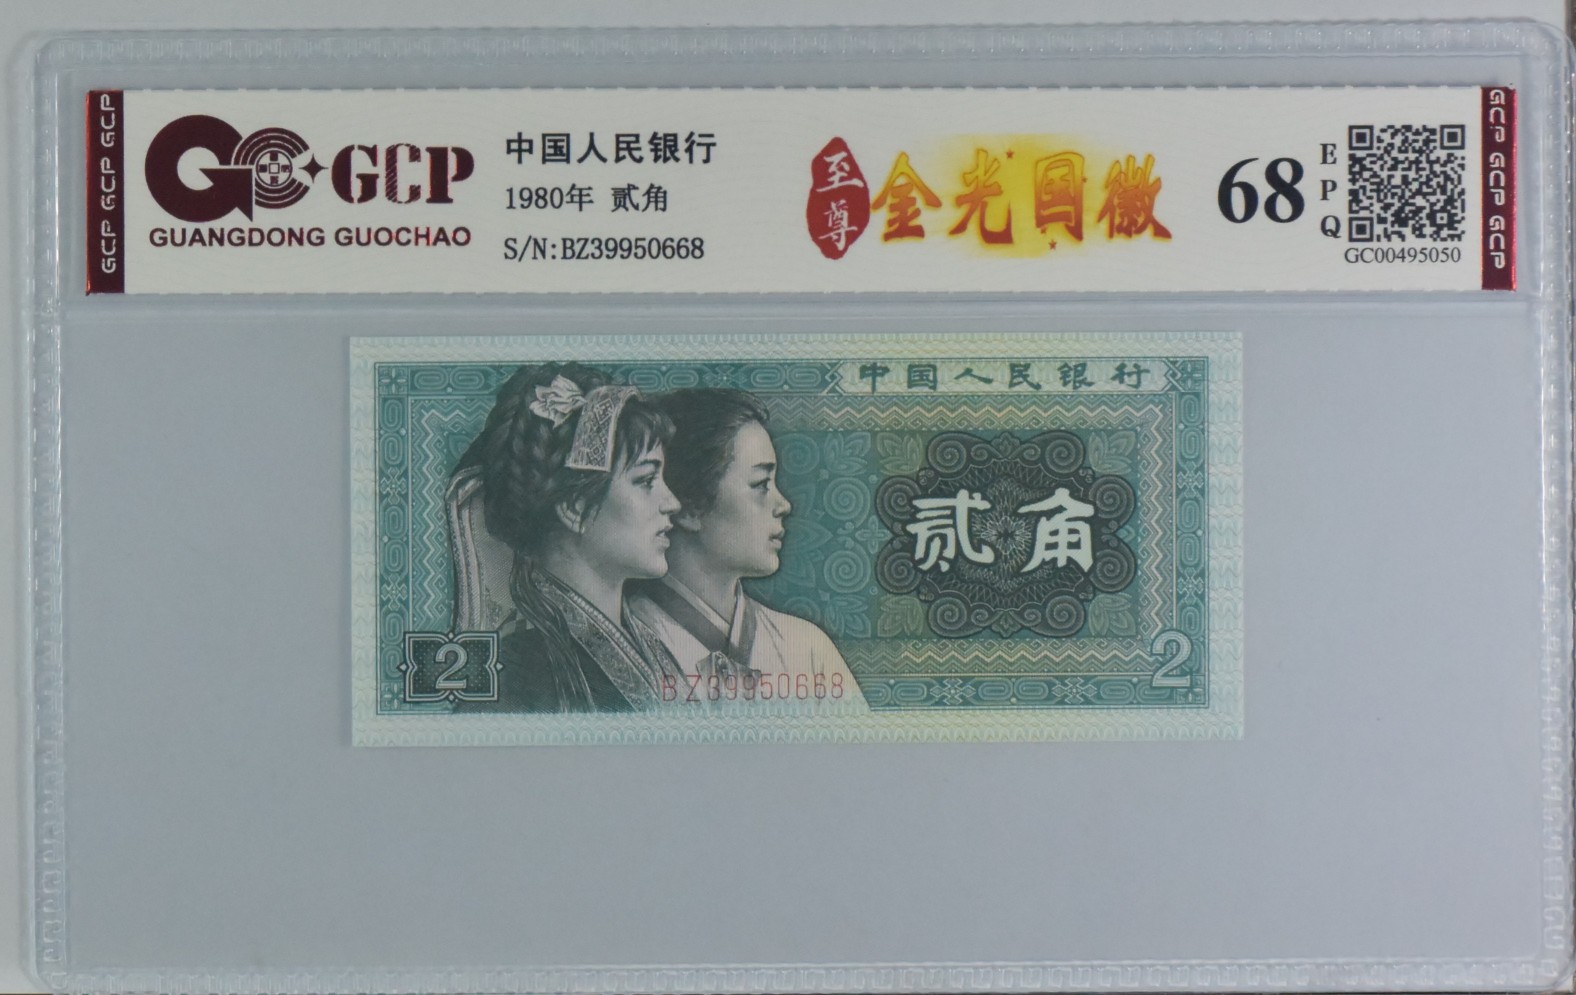 GCP GCP GCP
GC GCP
GUANGDONG GUOCHAO
中国人民银行
1980年 贰角
S/N:BZ39950668
至尊
金光国徽
68
EPQ
GC00495050
GCP GCP GCP
中国人民银行
贰角
2
BZ39950668
2